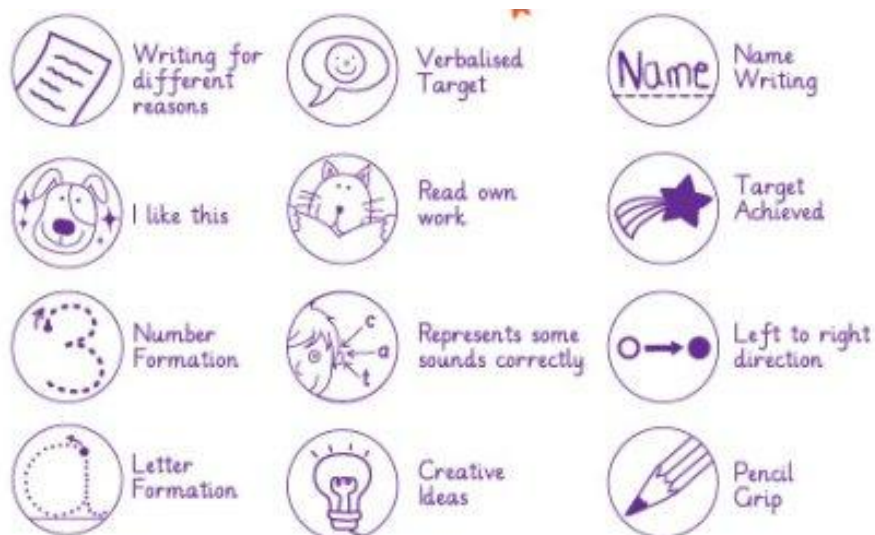 Writing for
different
reasons
Verbalised
Target
Name
Name
Writing
I like this
Read own
work
Target
Achieved
3
Number
Formation
c
a
t
Represents some
sounds correctly
Left to right
direction
a
Letter
Formation
Creative
Ideas
Pencil
Grip